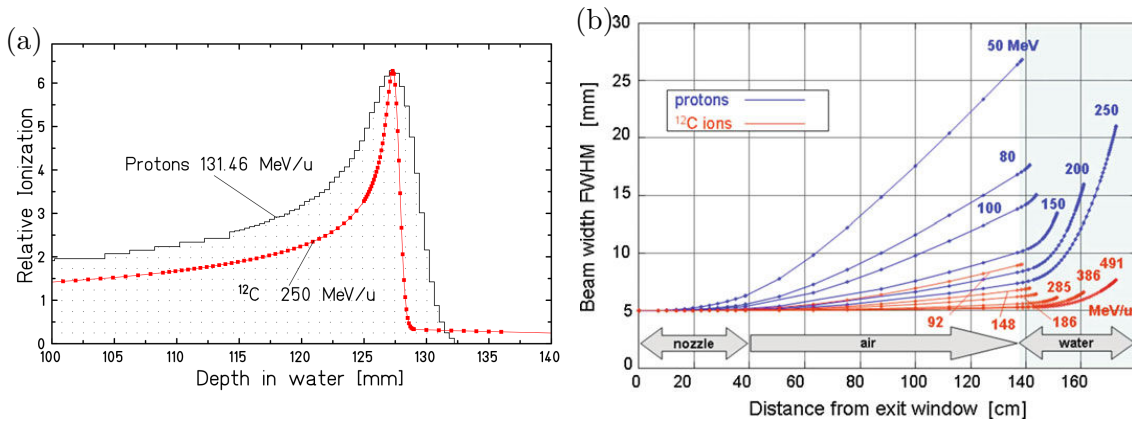 (a)
6
5
4
3
2
1
0
Relative Ionization
Protons 131.46 MeV/u
¹²C 250 MeV/u
100 105 110 115 120 125 130 135 140
Depth in water [mm]
(b)
30
25
20
15
10
5
0
Beam width FWHM [mm]
protons
¹²C ions
50 MeV
80
100
150
200
250
92
148
186
285
386
491
MeV/u
nozzle air water
0 20 40 60 80 100 120 140 160
Distance from exit window [cm]